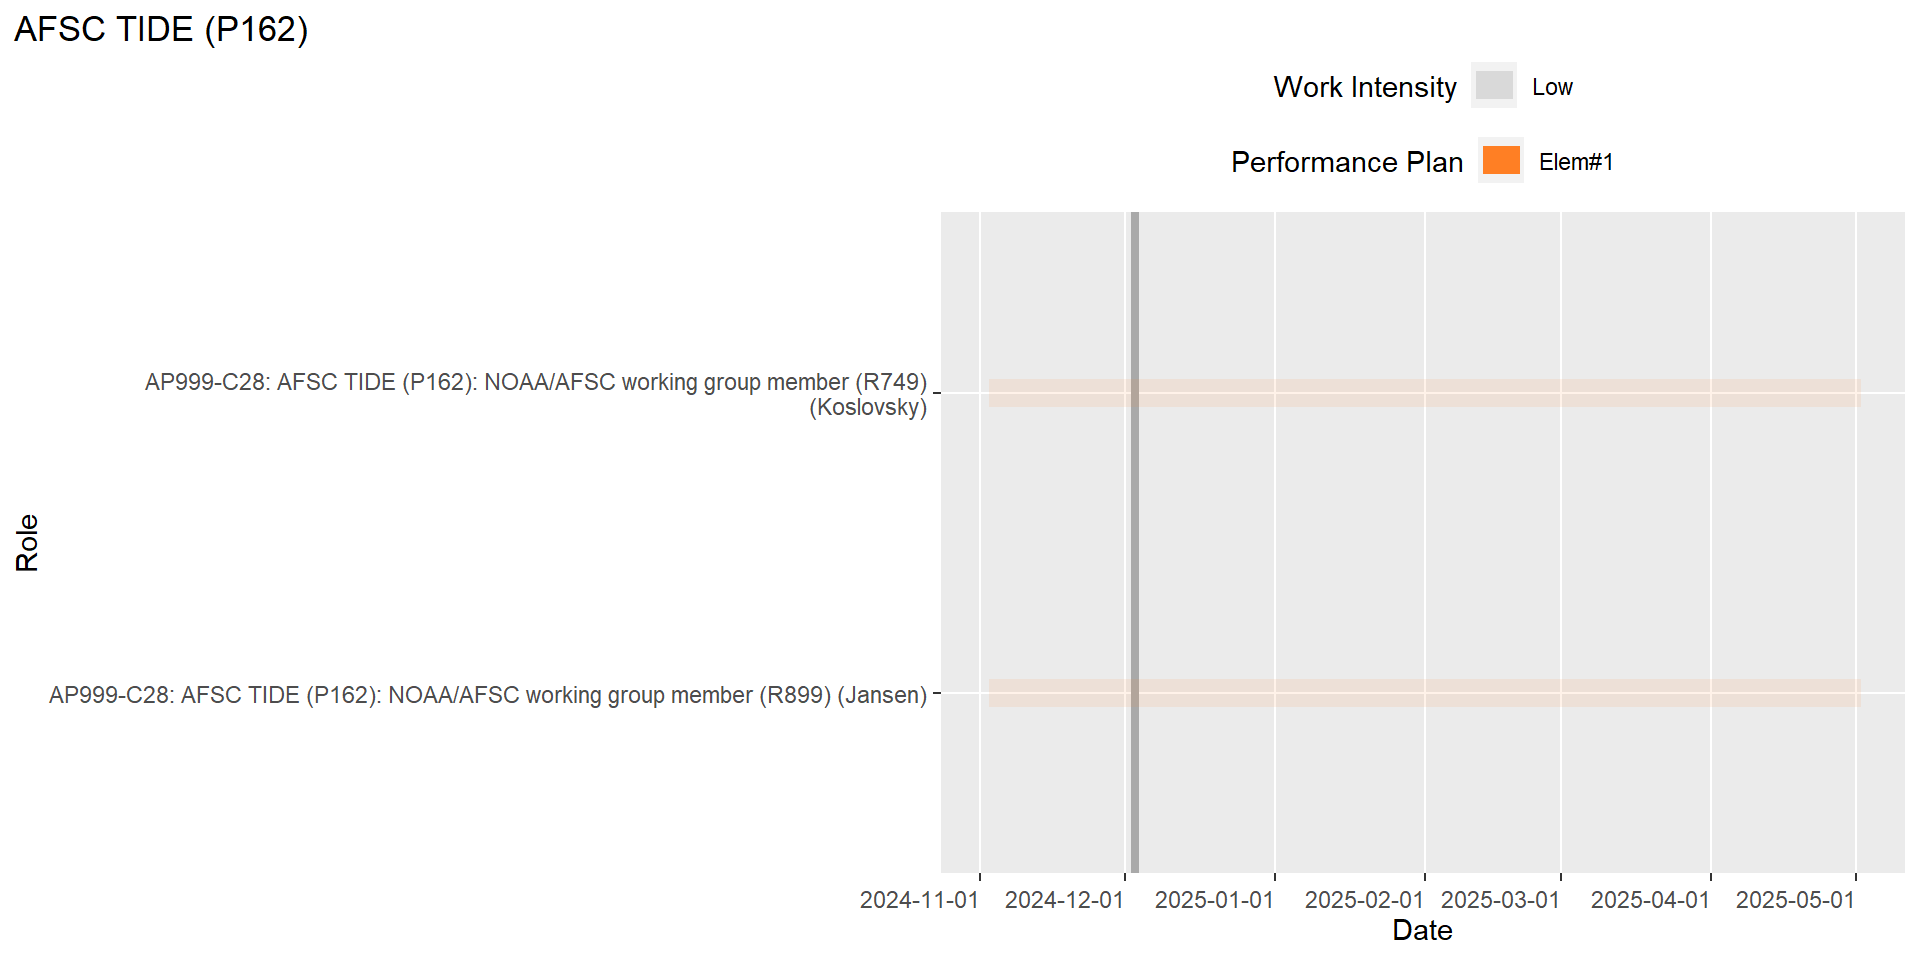 AFSC TIDE (P162)
Work Intensity Low
Performance Plan Elem#1
AP999-C28: AFSC TIDE (P162): NOAA/AFSC working group member (R749)
(Koslovsky)
Role
AP999-C28: AFSC TIDE (P162): NOAA/AFSC working group member (R899) (Jansen)
2024-11-01 2024-12-01 2025-01-01 2025-02-01 2025-03-01 2025-04-01 2025-05-01
Date